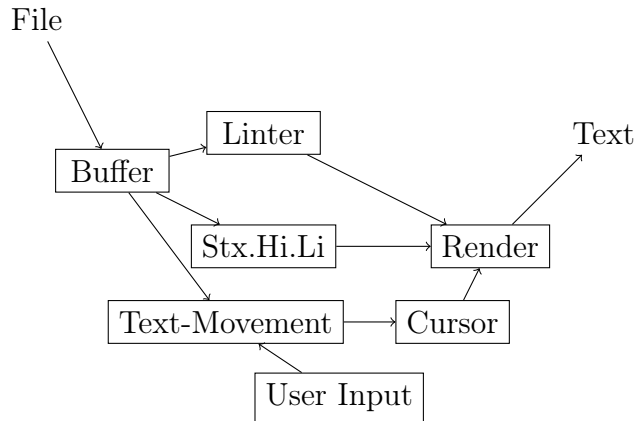 File
Linter
Text
Buffer
Stx.Hi.Li
Render
Text-Movement
Cursor
User Input